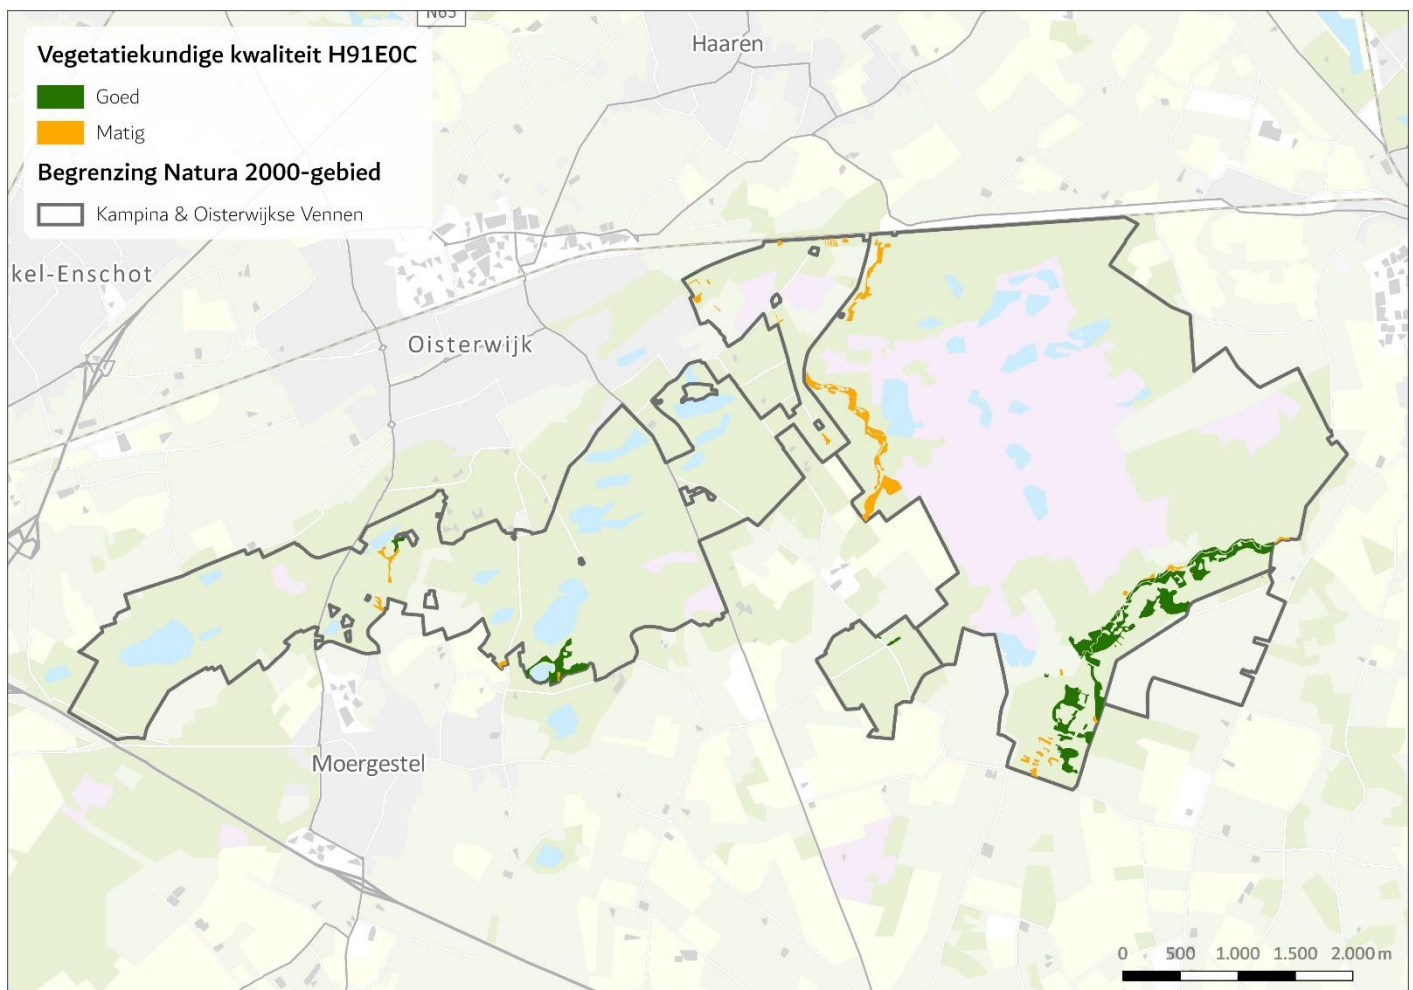 N65
Vegetatiekundige kwaliteit H91E0C
Goed
Matig
Begrenzing Natura 2000-gebied
Kampina & Oisterwijkse Vennen
Haaren
kel-Enschot
Oisterwijk
Moergestel
0 500 1.000 1.500 2.000 m